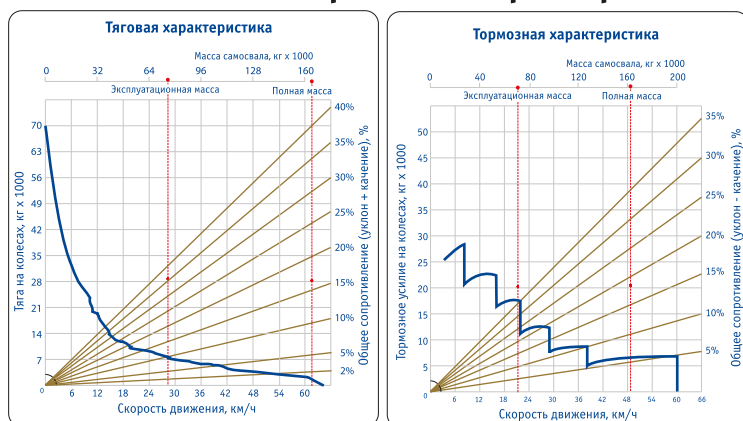 Тяговая характеристика
Масса самосвала, кг х 1000
0 32 64 96 128 160
Эксплуатационная масса Полная масса
Тяга на колесах, кг х 1000
70
63
56
49
42
35
28
21
14
7
0
40%
35%
30%
25%
20%
15%
10%
5%
2%
Общее сопротивление (уклон + качение), %
6 12 18 24 30 36 42 48 54 60
Скорость движения, км/ч
Тормозная характеристика
Масса самосвала, кг х 1000
0 40 80 120 160 200
Эксплуатационная масса Полная масса
Тормозное усилие на колесах, кг х 1000
50
45
40
35
30
25
20
15
10
5
0
35%
30%
25%
20%
15%
10%
5%
Общее сопротивление (уклон - качение), %
6 12 18 24 30 36 42 48 54 60 66
Скорость движения, км/ч